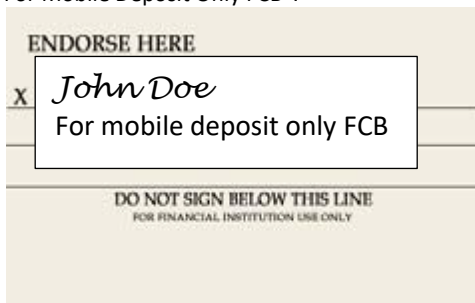 For Mobile Deposit Only FCB".
ENDORSE HERE
X John Doe
For mobile deposit only FCB
DO NOT SIGN BELOW THIS LINE
FOR FINANCIAL INSTITUTION USE ONLY